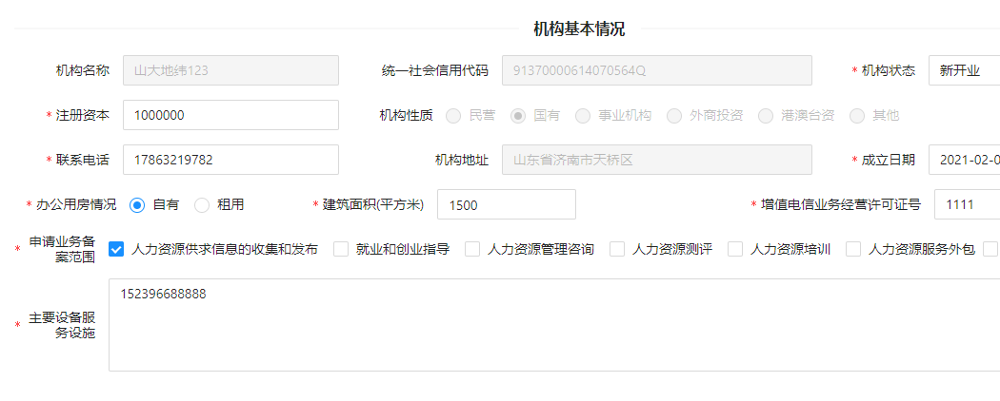 机构基本情况
机构名称 山大地纬123 统一社会信用代码 91370000614070564Q * 机构状态 新开业
* 注册资本 1000000 机构性质 民营 国有 事业机构 外商投资 港澳台资 其他
* 联系电话 17863219782 机构地址 山东省济南市天桥区 * 成立日期 2021-02-0
* 办公用房情况 自有 租用 * 建筑面积(平方米) 1500 * 增值电信业务经营许可证号 1111
* 申请业务备
案范围 人力资源供求信息的收集和发布 就业和创业指导 人力资源管理咨询 人力资源测评 人力资源培训 人力资源服务外包
* 主要设备服
务设施 152396688888